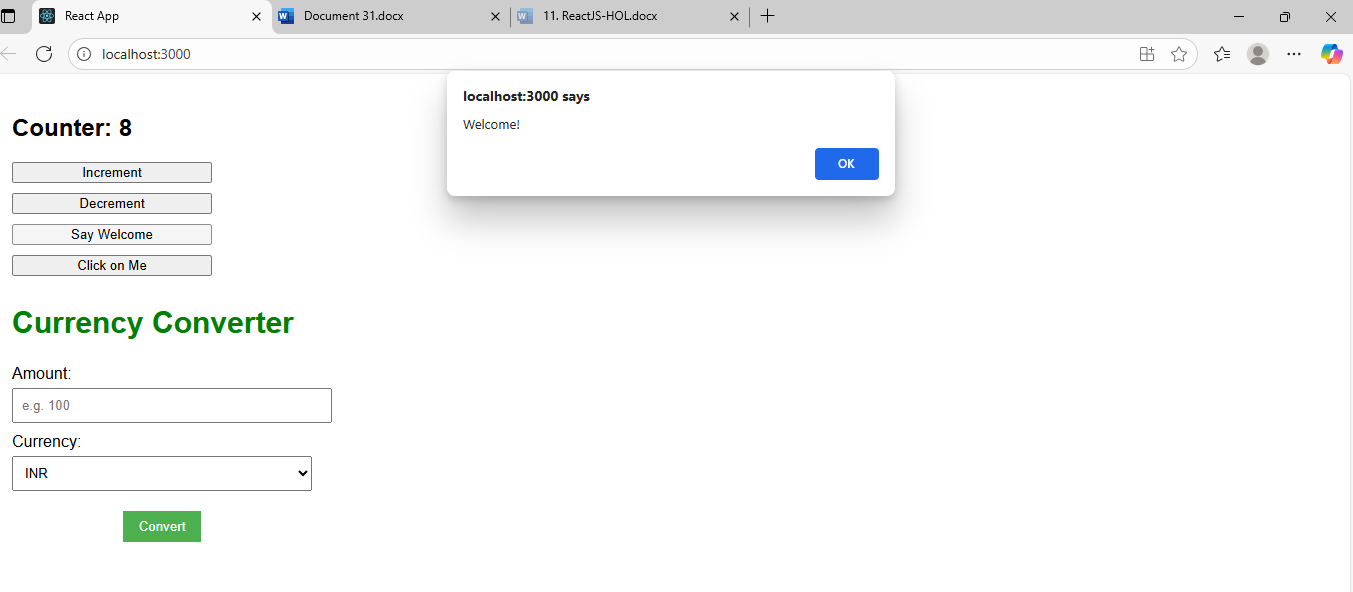 React App
Document 31.docx
11. ReactJS-HOL.docx
localhost:3000
localhost:3000 says
Welcome!
OK
Counter: 8
Increment
Decrement
Say Welcome
Click on Me
Currency Converter
Amount:
e.g. 100
Currency:
INR
Convert